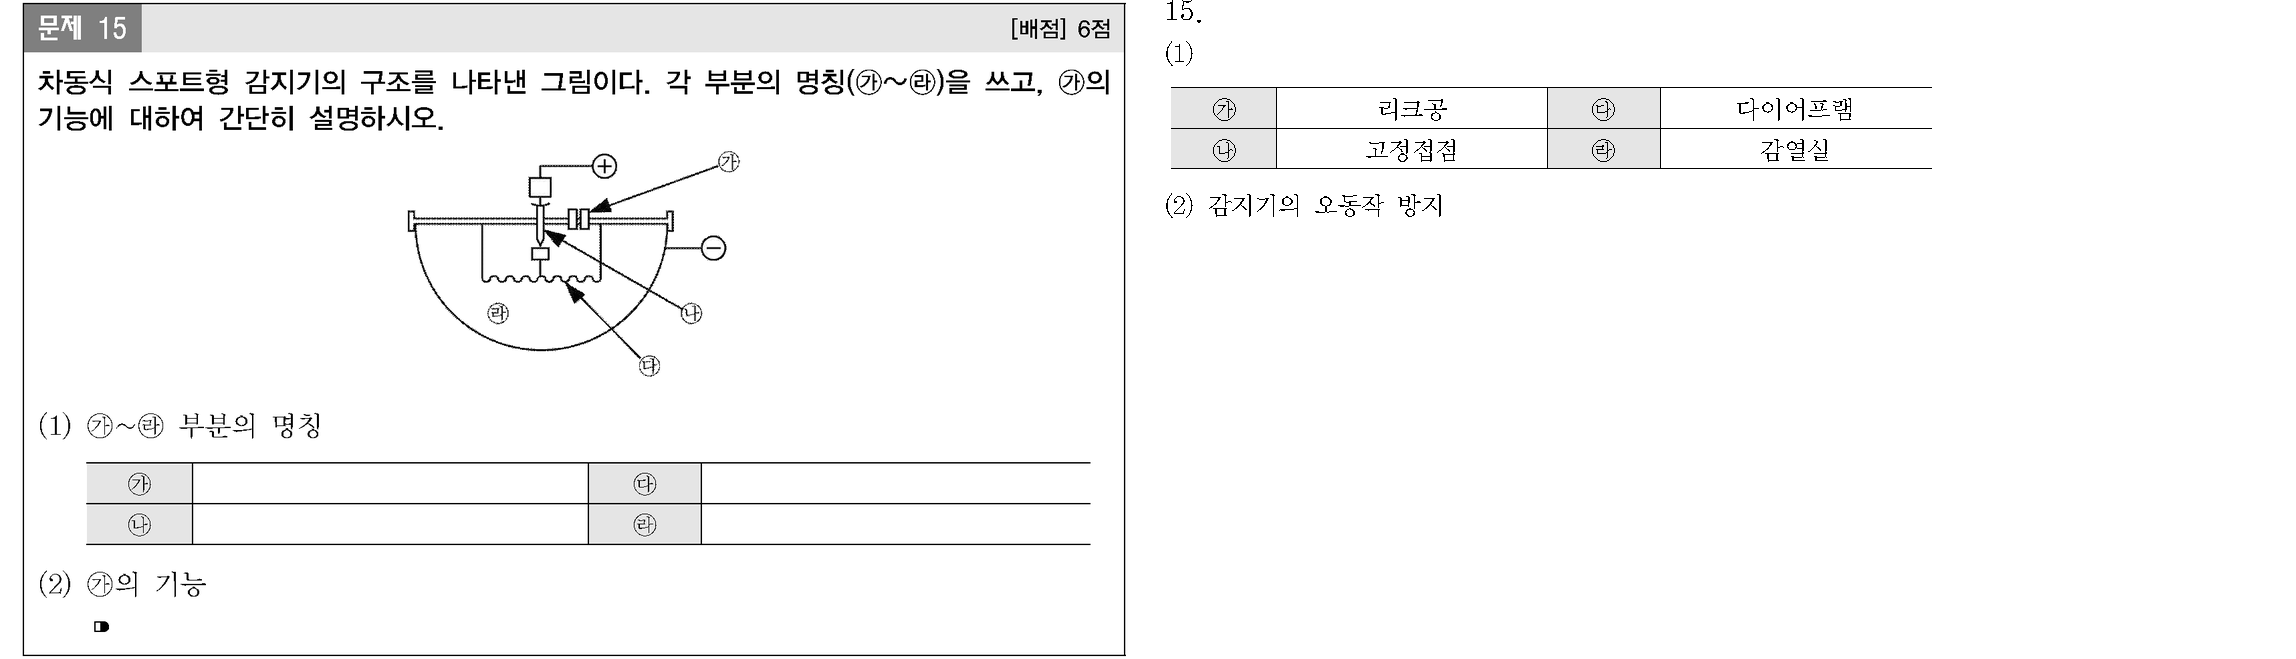 문제 15
[배점] 6점
차동식 스포트형 감지기의 구조를 나타낸 그림이다. 각 부분의 명칭(㉮~㉱)을 쓰고, ㉮의
기능에 대하여 간단히 설명하시오.
+
㉮
-
㉱
㉯
㉰
(1) ㉮~㉱ 부분의 명칭
㉮ ㉰
㉯ ㉱
(2) ㉮의 기능
15.
(1)
㉮ 리크공 ㉰ 다이어프램
㉯ 고정접점 ㉱ 감열실
(2) 감지기의 오동작 방지